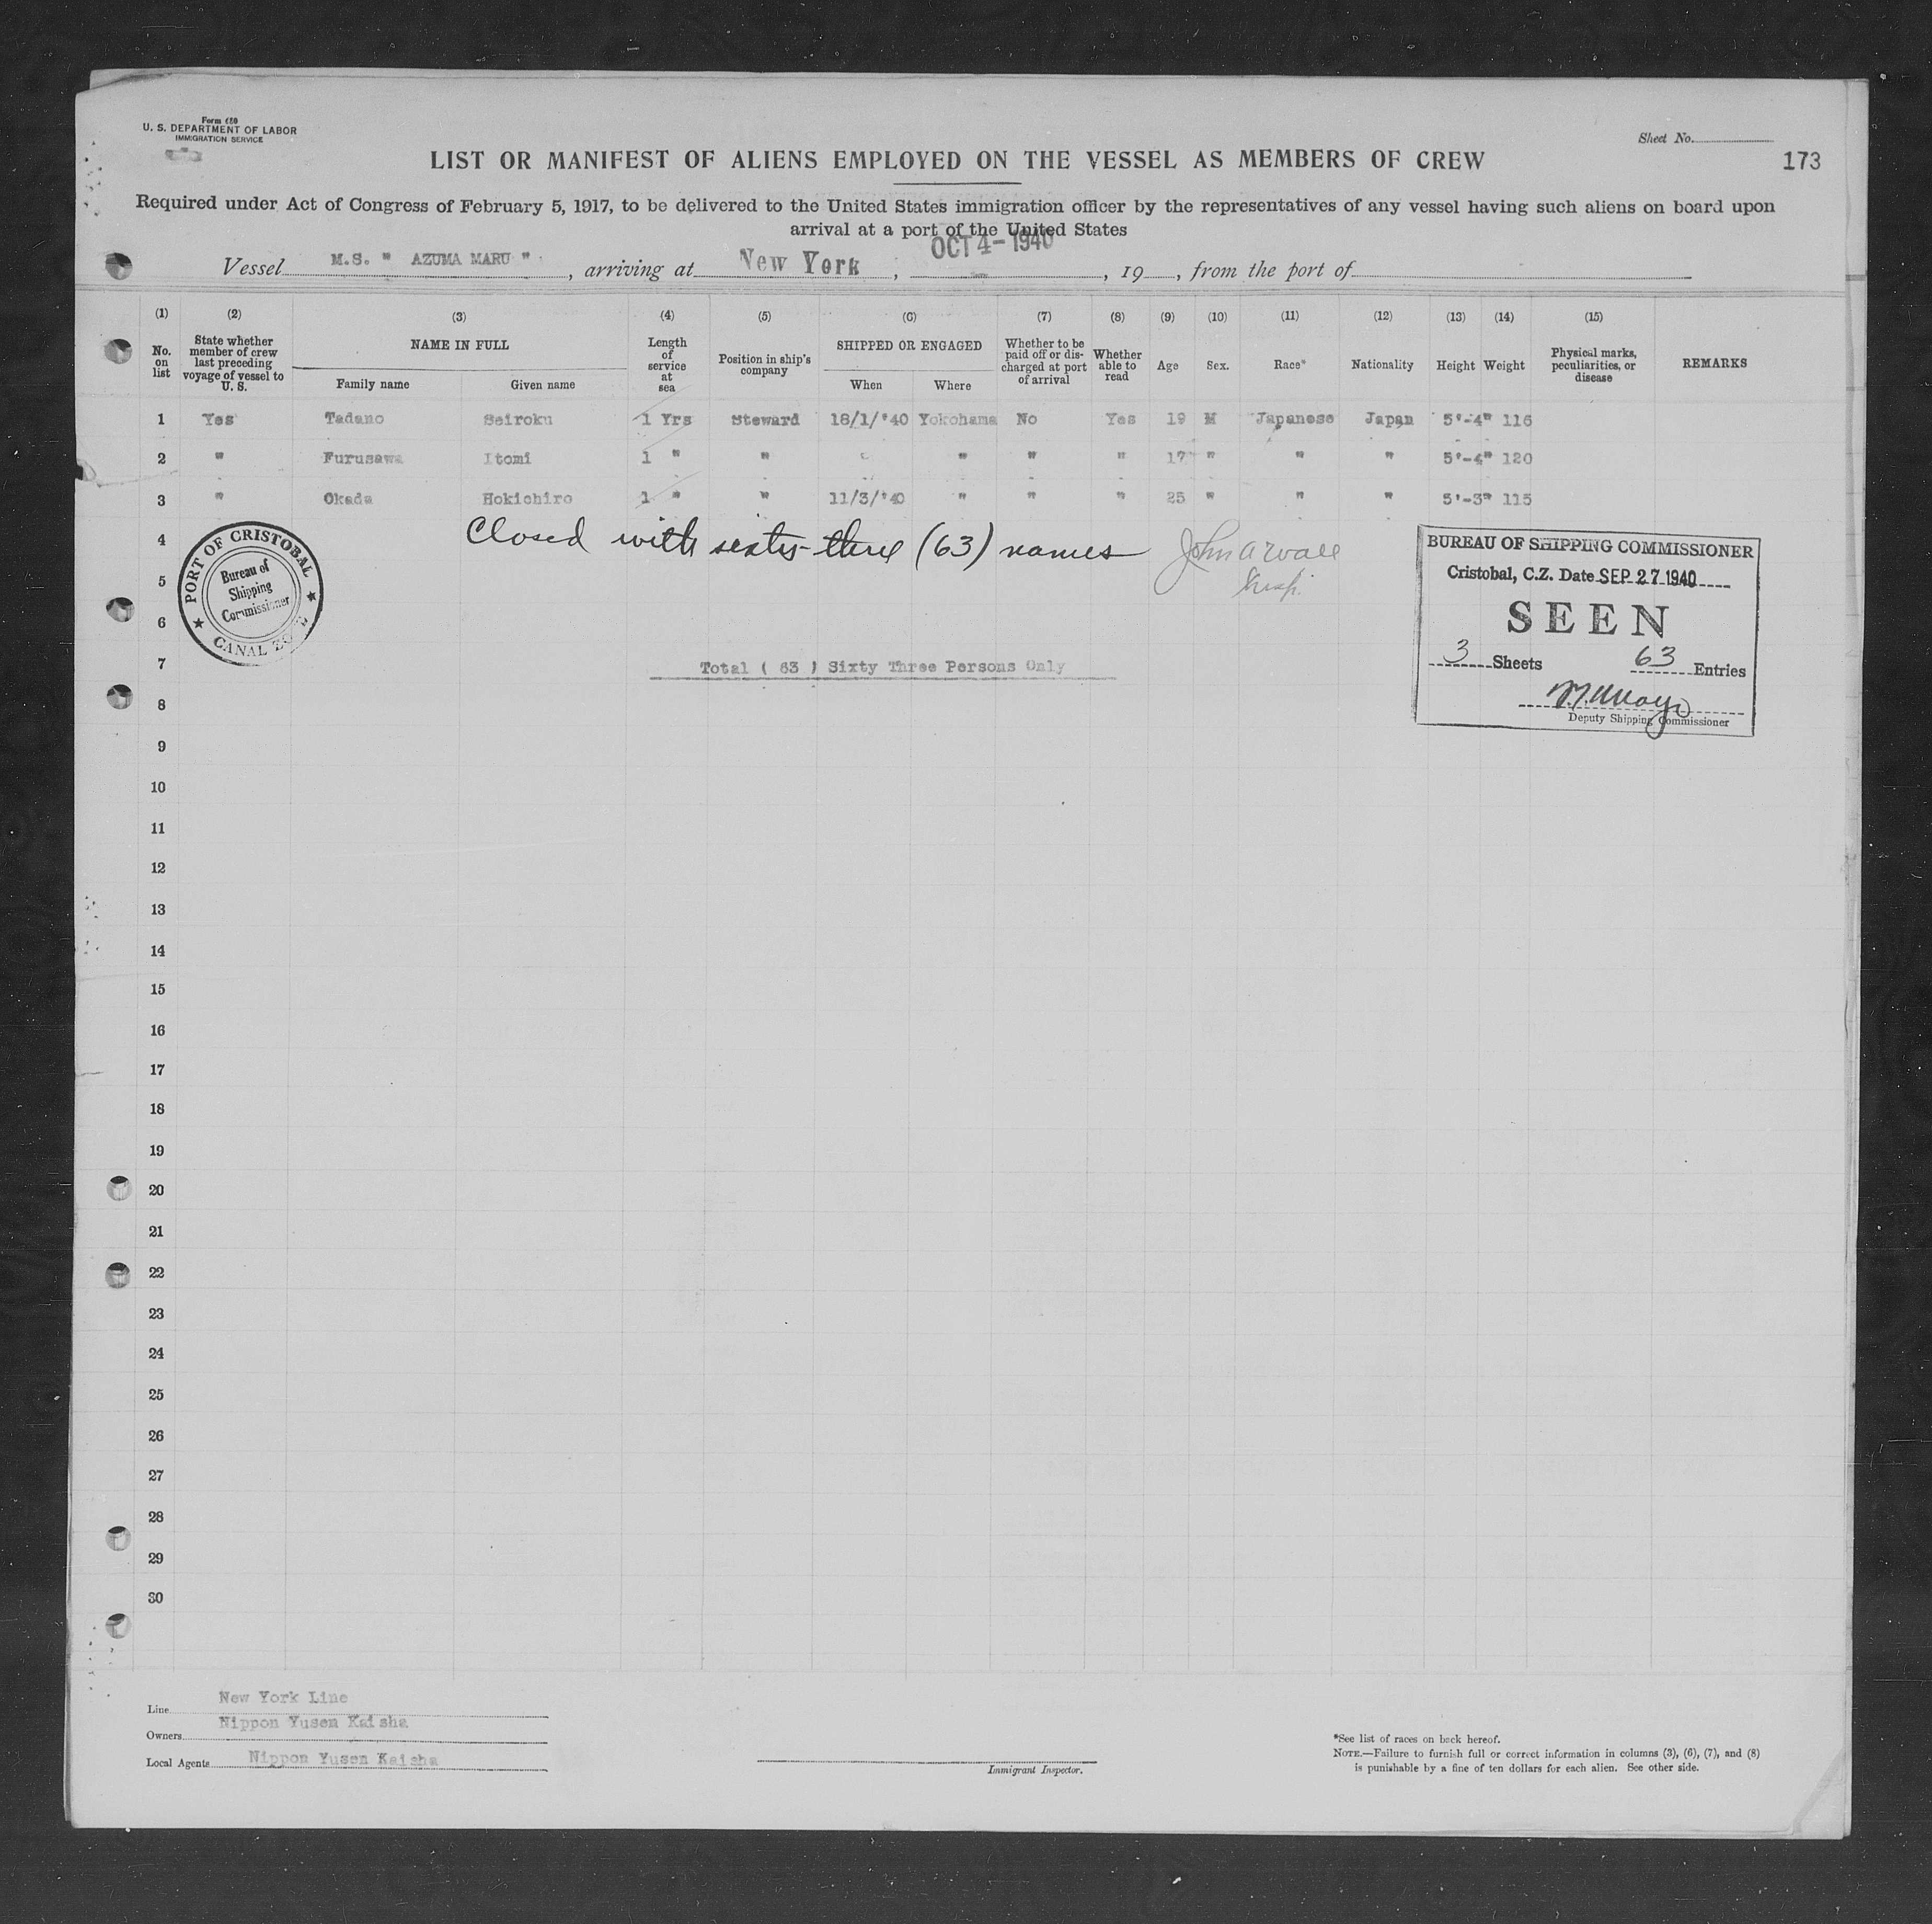 Form 680
U. S. DEPARTMENT OF LABOR
IMMIGRATION SERVICE
Sheet No.
173
LIST OR MANIFEST OF ALIENS EMPLOYED ON THE VESSEL AS MEMBERS OF CREW
Required under Act of Congress of February 5, 1917, to be delivered to the United States immigration officer by the representatives of any vessel having such aliens on board upon
arrival at a port of the United States
OCT 4 - 1940
Vessel M.S. " AZUMA MARU ", arriving at New York, , 19 , from the port of
(1) (2) (3) (4) (5) (6) (7) (8) (9) (10) (11) (12) (13) (14) (15)
No. on list
State whether member of crew last preceding voyage of vessel to U. S.
NAME IN FULL
Family name Given name
Length of service at sea
Position in ship's company
SHIPPED OR ENGAGED
When Where
Whether to be paid off or discharged at port of arrival
Whether able to read
Age Sex. Race* Nationality Height Weight
Physical marks, peculiarities, or disease
REMARKS
1 Yes Tadano Seiroku 1 Yrs Steward 18/1/'40 Yokohama No Yes 19 M Japanese Japan 5'-4" 116
2 " Furusawa Itomi 1 " " " " " 17 " " " 5'-4" 120
3 " Okada Hokichiro 1 " " 11/3/'40 " " " 25 " " " 5'-3" 115
Closed with sixty-three (63) names
John A Wall
Insp.
4
5
6
7
8
9
10
11
12
13
14
15
16
17
18
19
20
21
22
23
24
25
26
27
28
29
30
PORT OF CRISTOBAL
Bureau of
Shipping
Commissioner
CANAL ZONE
BUREAU OF SHIPPING COMMISSIONER
Cristobal, C.Z. Date SEP 27 1940
SEEN
3 Sheets 63 Entries
Deputy Shipping Commissioner
Total ( 63 ) Sixty Three Persons Only
Line New York Line
Owners Nippon Yusen Kaisha
Local Agents Nippon Yusen Kaisha
Immigrant Inspector.
*See list of races on back hereof.
NOTE.—Failure to furnish full or correct information in columns (3), (6), (7), and (8)
is punishable by a fine of ten dollars for each alien. See other side.